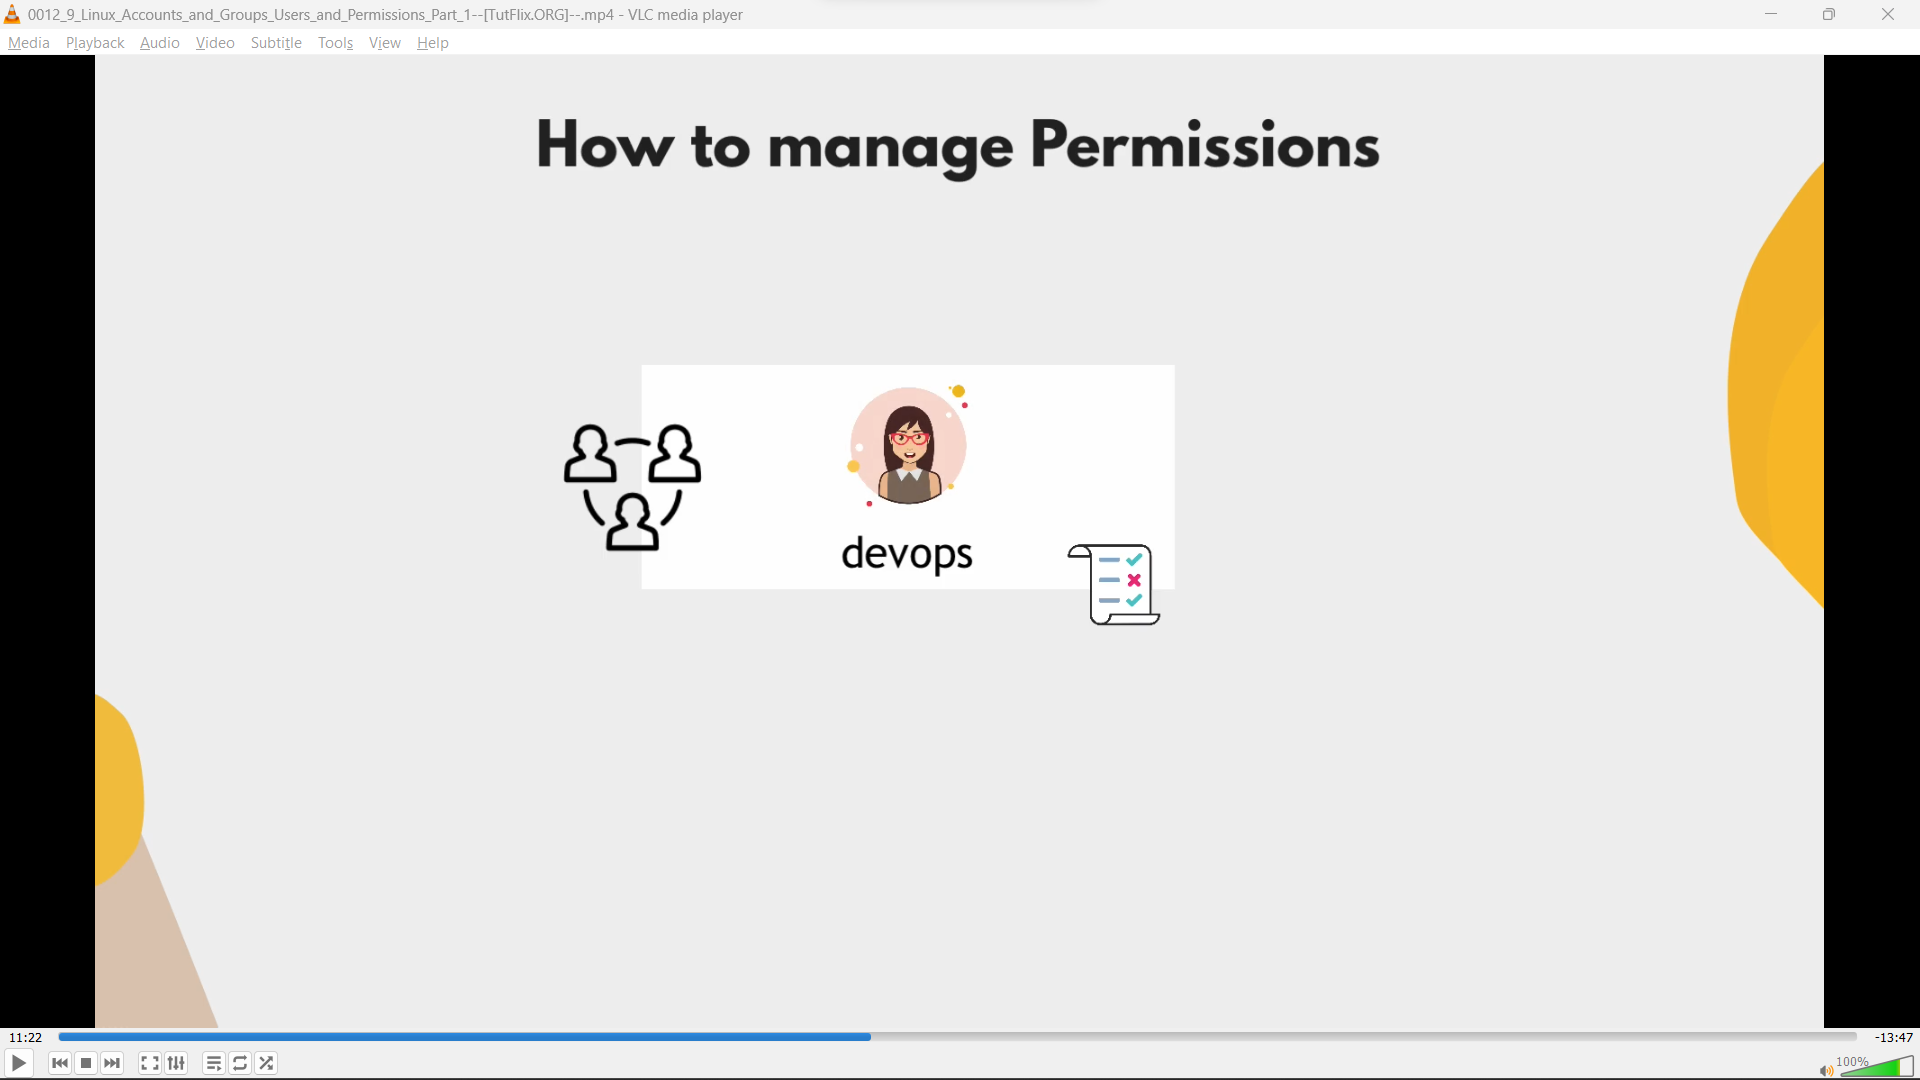 0012_9_Linux_Accounts_and_Groups_Users_and_Permissions_Part_1--[TutFlix.ORG]--.mp4 - VLC media player
Media Playback Audio Video Subtitle Tools View Help
How to manage Permissions
devops
11:22
-13:47
100%